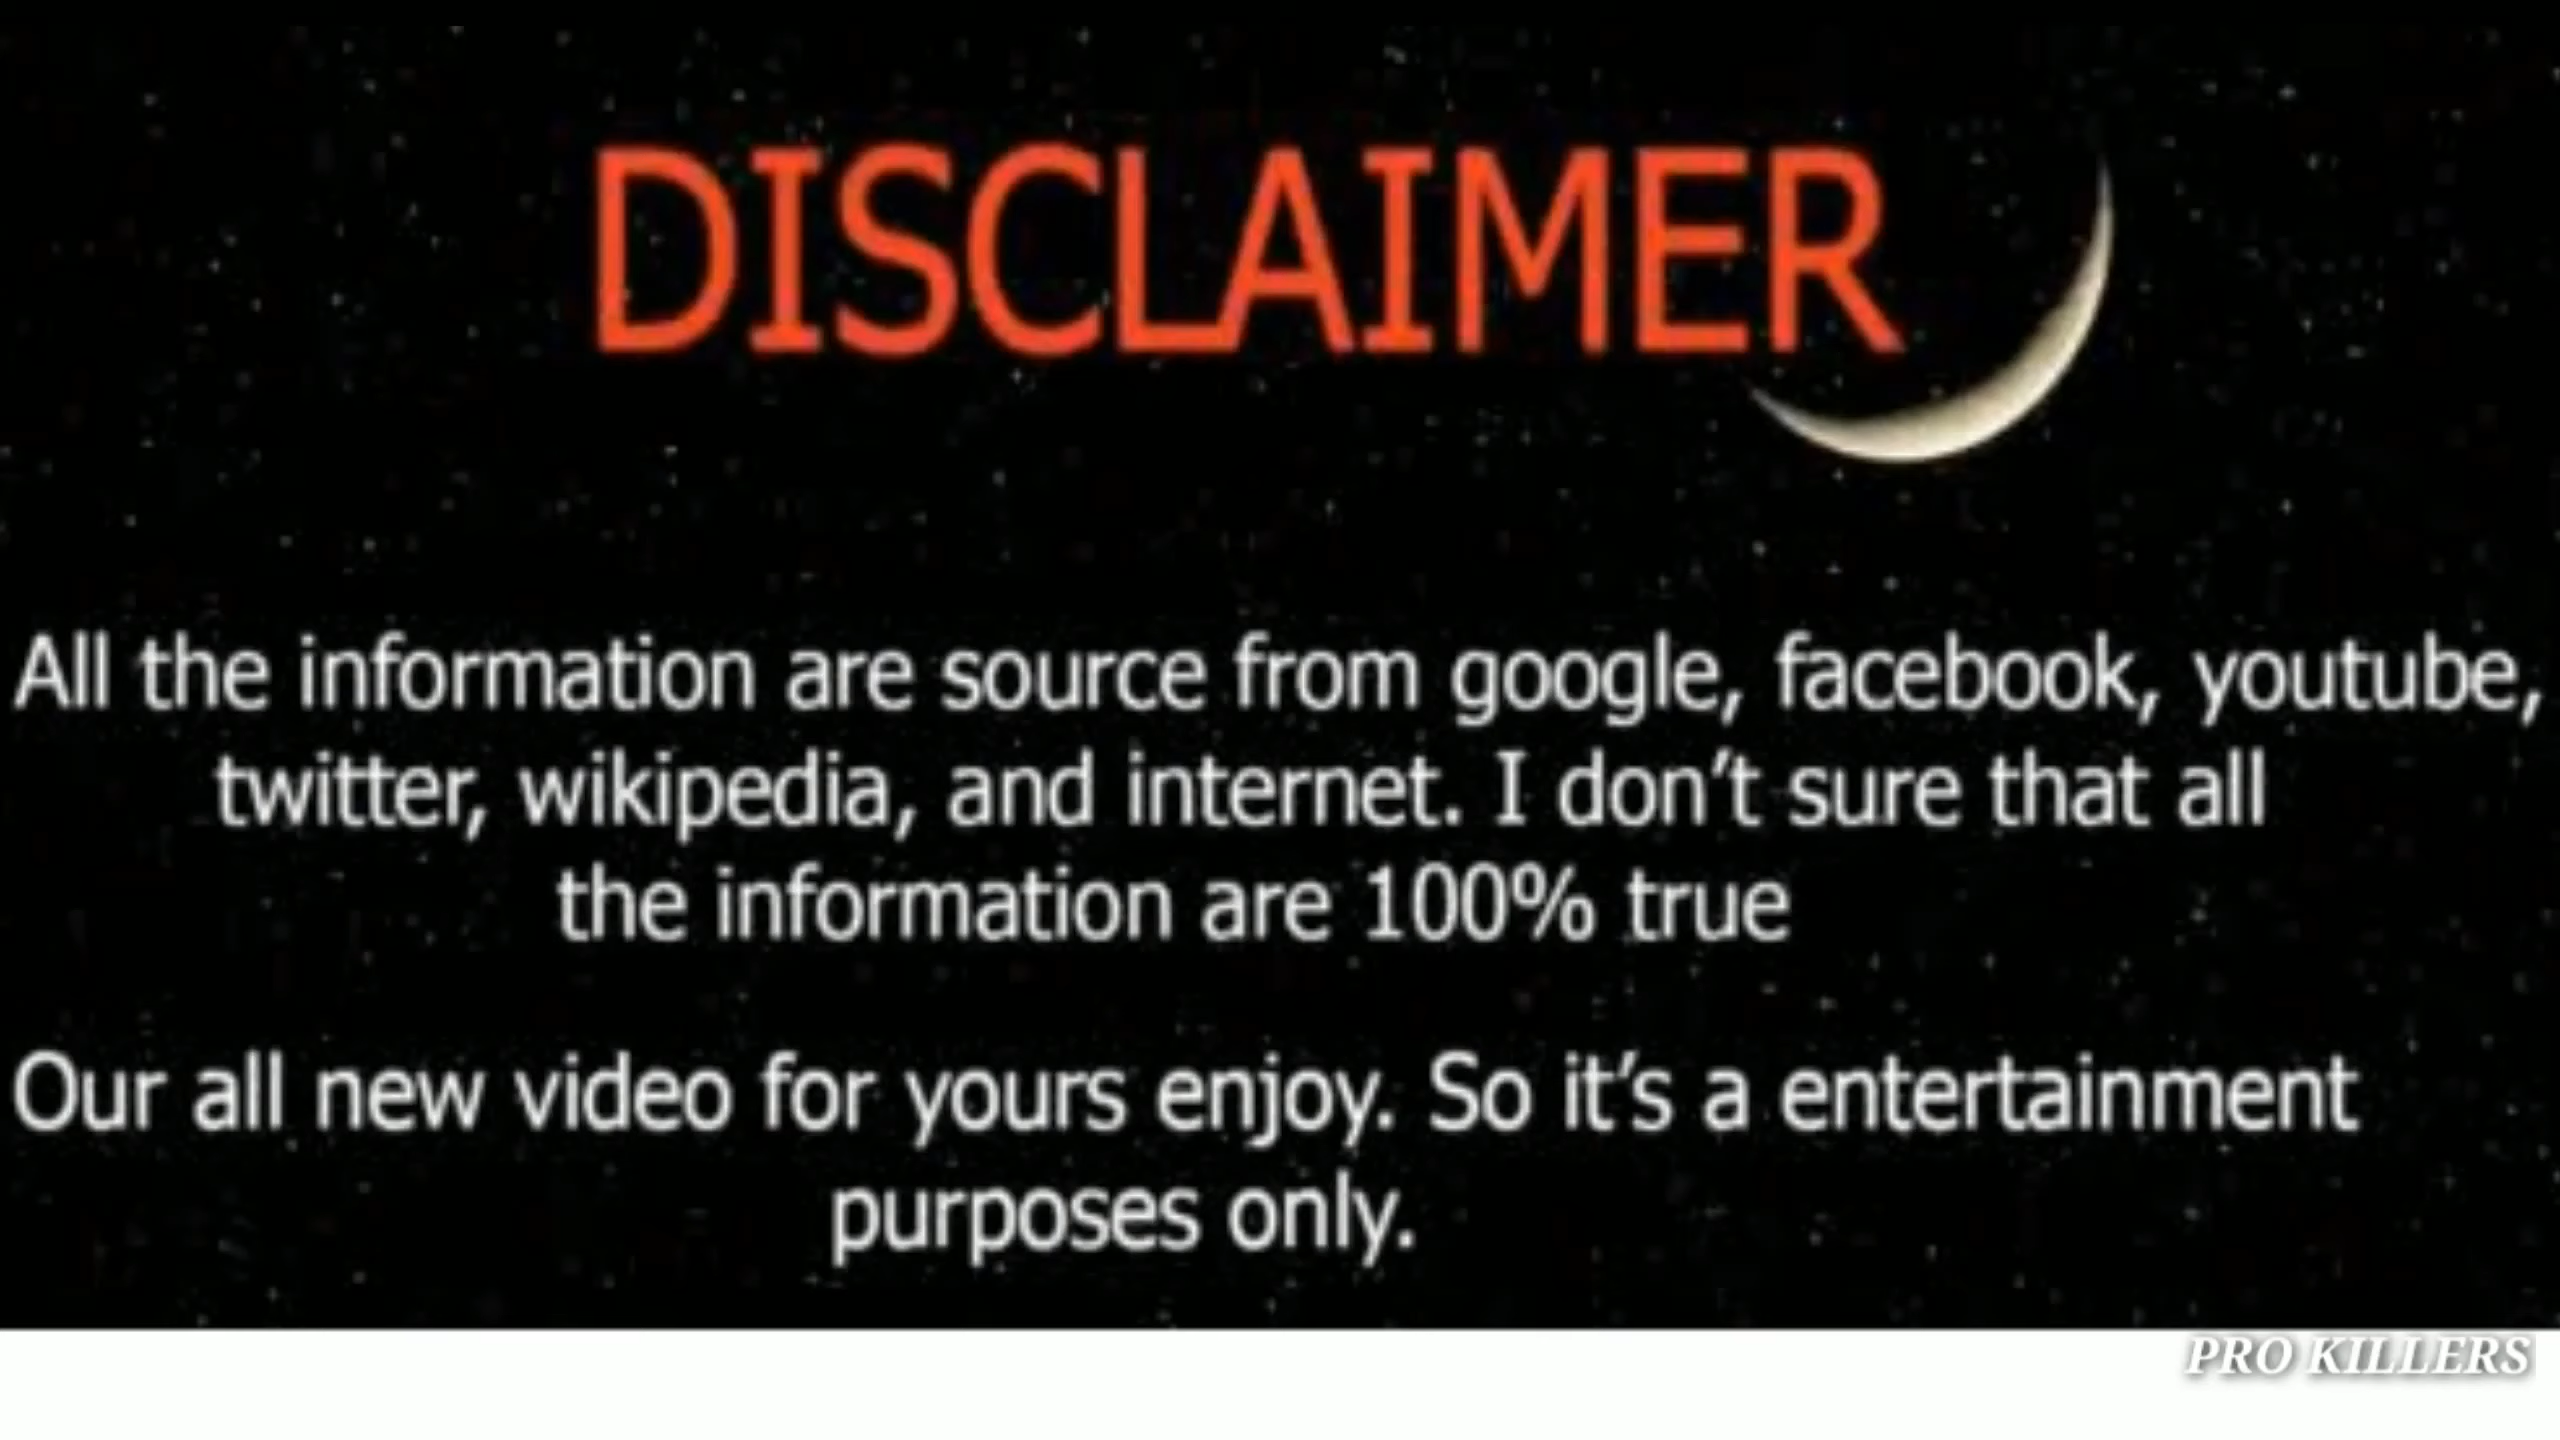 DISCLAIMER
All the information are source from google, facebook, youtube,
twitter, wikipedia, and internet. I don’t sure that all
the information are 100% true
Our all new video for yours enjoy. So it’s a entertainment
purposes only.
PRO KILLERS